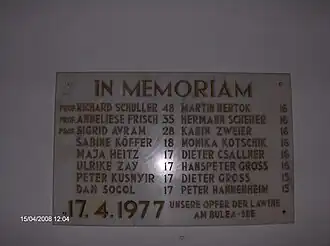 IN MEMORIAM
PROF. RICHARD SCHULLER 48 MARTIN BERTOK 16
PROF. ANNELIESE FRISCH 35 HERMANN SCHEINER 16
PROF. SIGRID AVRAM 28 KARIN ZWEIER 16
SABINE KÖFFER 18 MONIKA KOTSCHIK 16
MAJA HEITZ 17 DIETER CSALLNER 16
ULRIKE ZAY 17 HANSPETER GROSS 16
PETER KUSNYIR 17 DIETER GROSS 15
DAN SOCOL 17 PETER HANNENHEIM 15
17. 4. 1977 UNSERE OPFER DER LAWINE
AM BULEA-SEE
15/04/2008 12:04